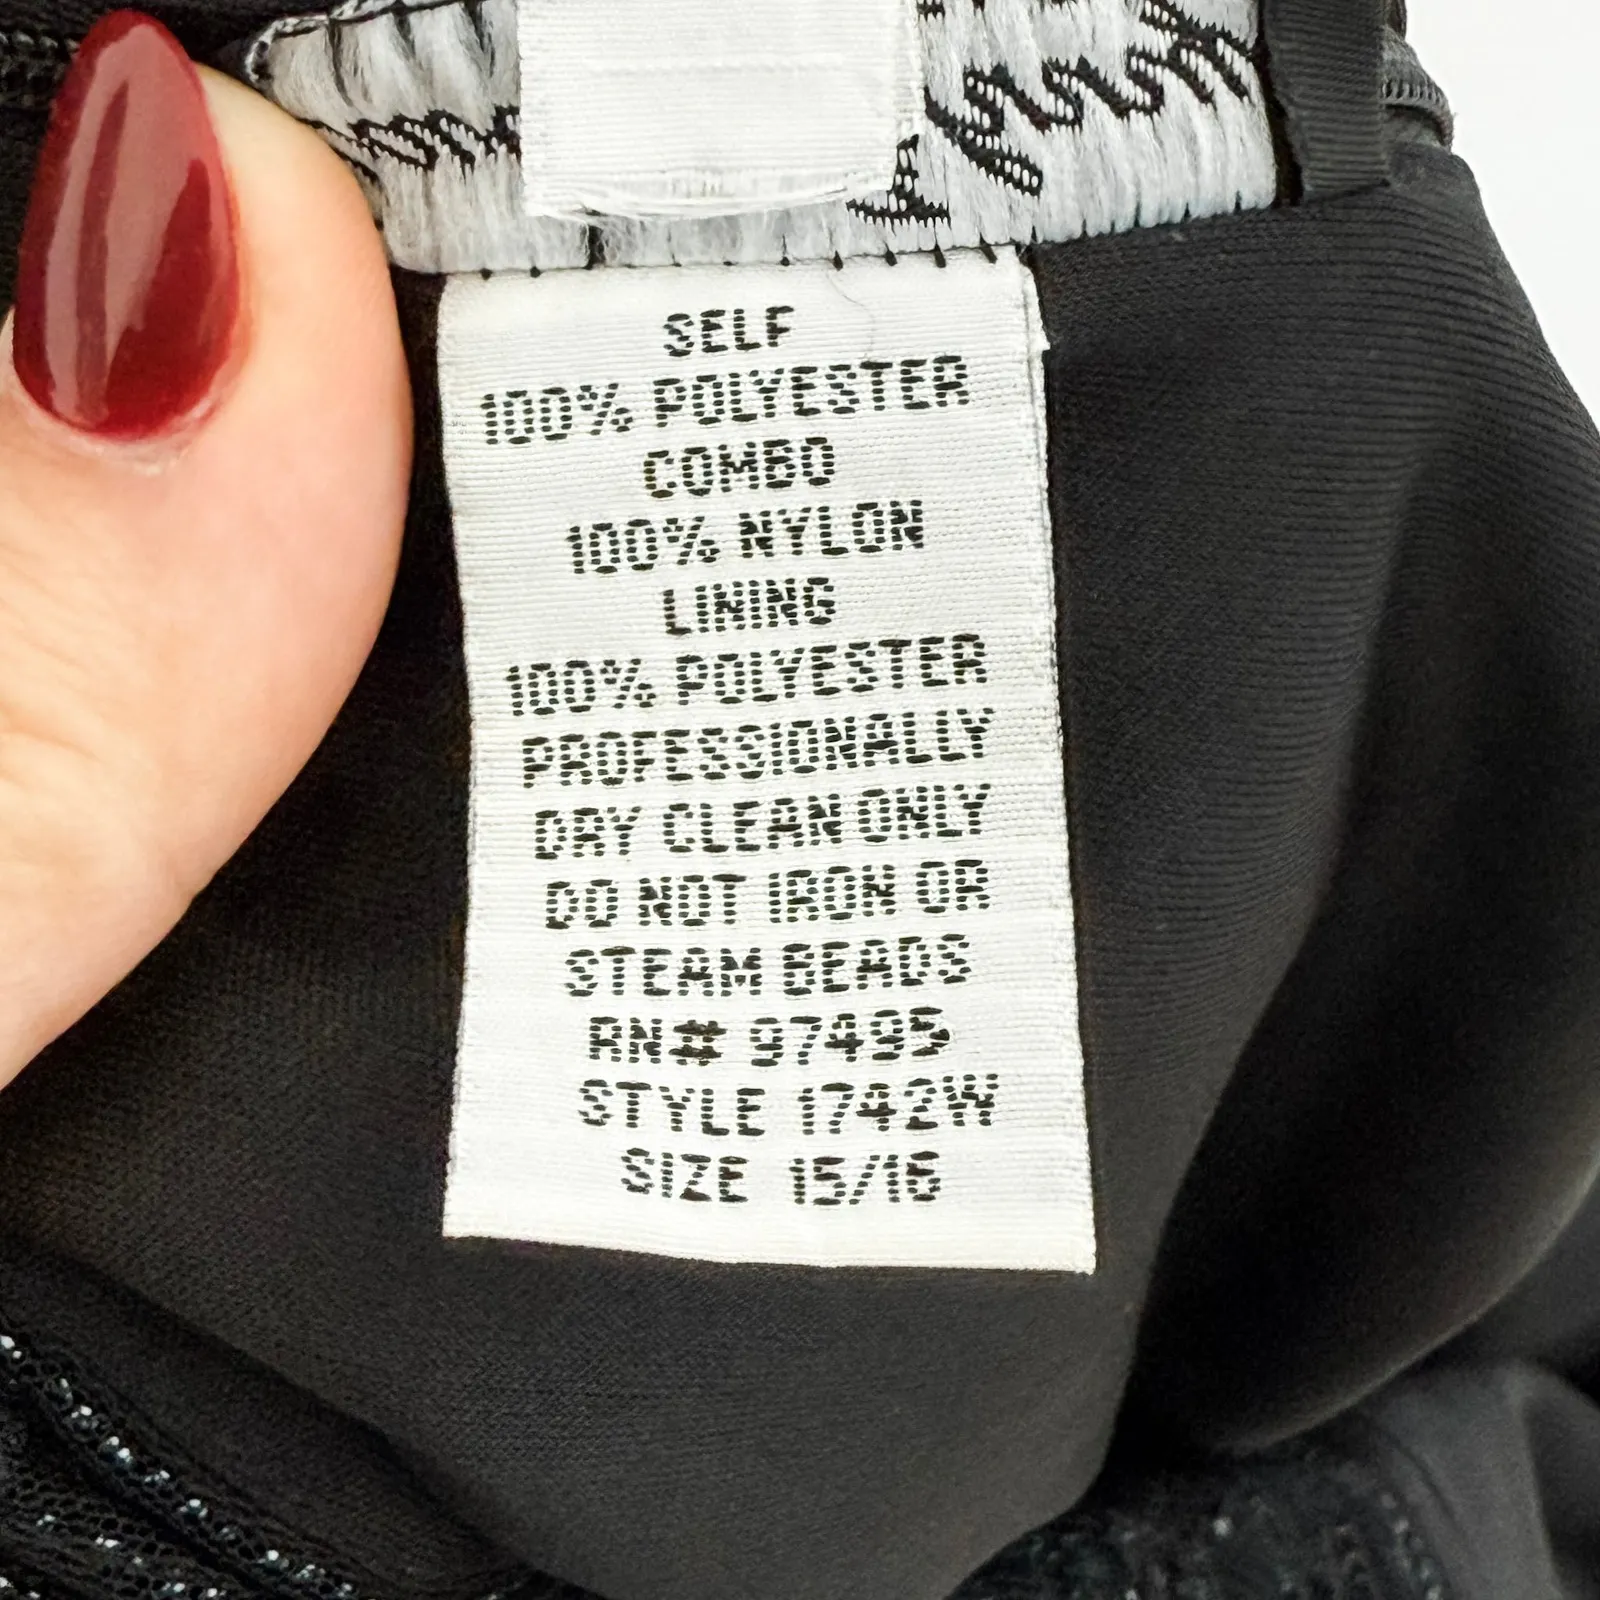 SELF
100% POLYESTER
COMBO
100% NYLON
LINING
100% POLYESTER
PROFESSIONALLY
DRY CLEAN ONLY
DO NOT IRON OR
STEAM BEADS
RN# 97495
STYLE 1742W
SIZE 15/16